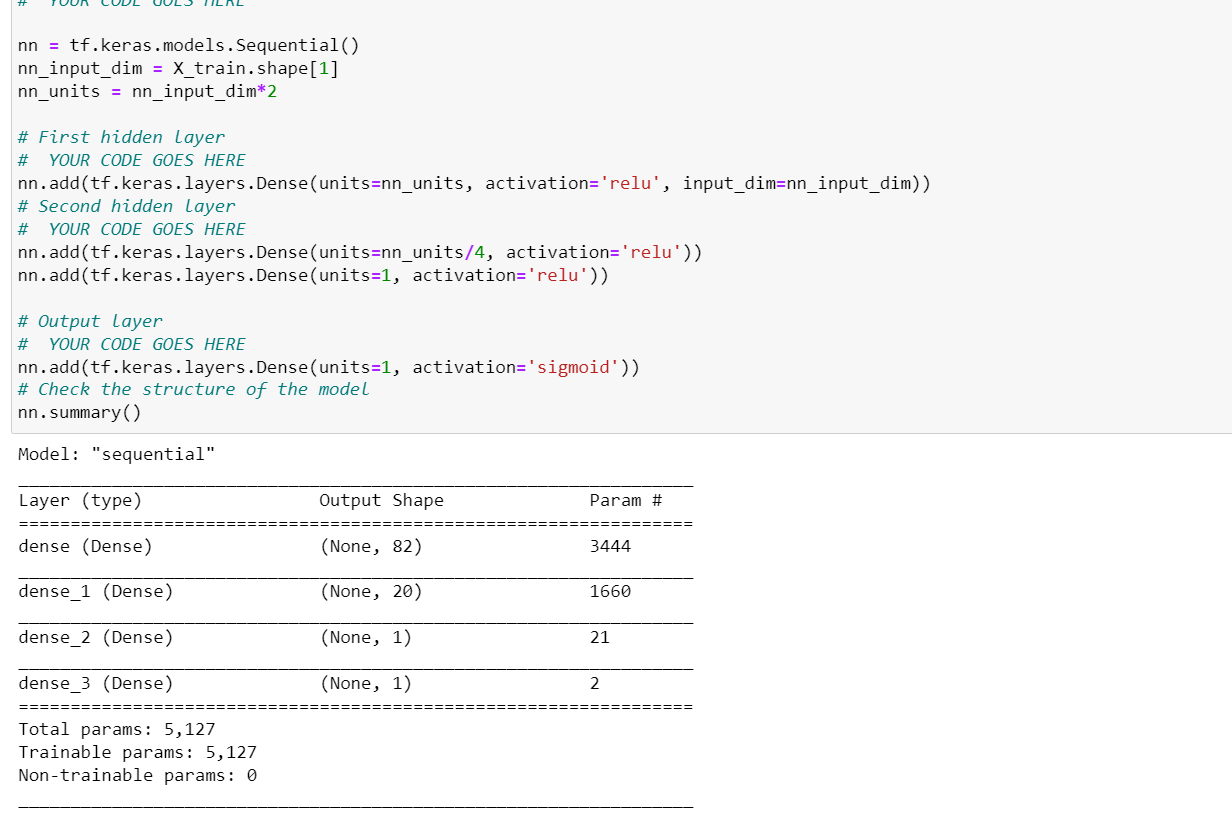 # YOUR CODE GOES HERE
nn = tf.keras.models.Sequential()
nn_input_dim = X_train.shape[1]
nn_units = nn_input_dim*2
# First hidden layer
#  YOUR CODE GOES HERE
nn.add(tf.keras.layers.Dense(units=nn_units, activation='relu', input_dim=nn_input_dim))
# Second hidden layer
#  YOUR CODE GOES HERE
nn.add(tf.keras.layers.Dense(units=nn_units/4, activation='relu'))
nn.add(tf.keras.layers.Dense(units=1, activation='relu'))
# Output layer
#  YOUR CODE GOES HERE
nn.add(tf.keras.layers.Dense(units=1, activation='sigmoid'))
# Check the structure of the model
nn.summary()
Model: "sequential"
Layer (type) Output Shape Param #
dense (Dense) (None, 82) 3444
dense_1 (Dense) (None, 20) 1660
dense_2 (Dense) (None, 1) 21
dense_3 (Dense) (None, 1) 2
Total params: 5,127
Trainable params: 5,127
Non-trainable params: 0